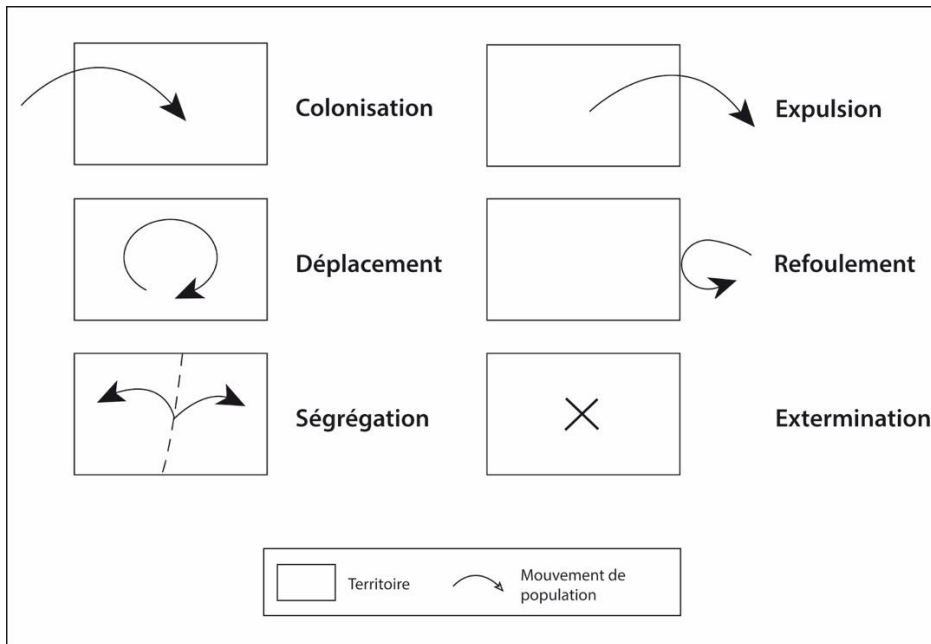 Colonisation
Expulsion
Déplacement
Refoulement
Ségrégation
Extermination
Territoire
Mouvement de
population